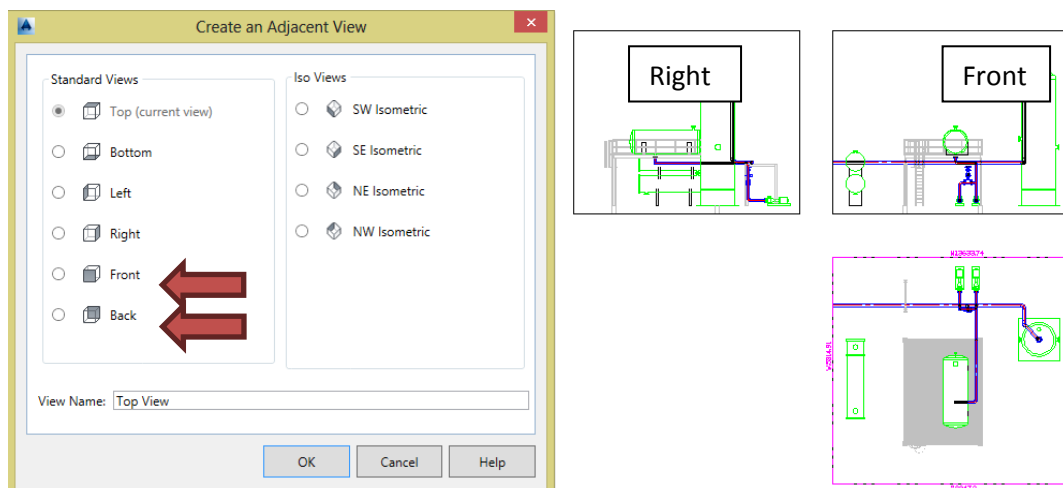 Create an Adjacent View
Standard Views
Top (current view)
Bottom
Left
Right
Front
Back
Iso Views
SW Isometric
SE Isometric
NE Isometric
NW Isometric
View Name: Top View
OK Cancel Help
Right
Front